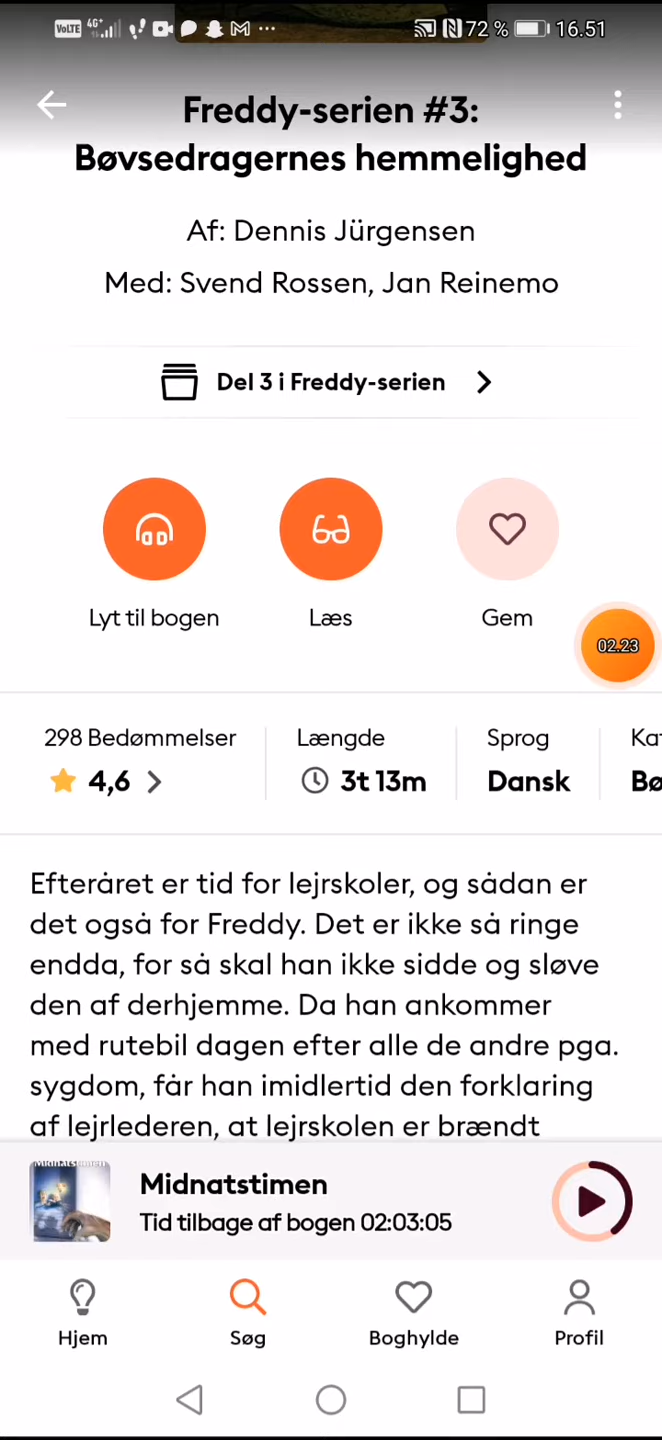 VoLTE 4G+ 72 % 16.51
Freddy-serien #3:
Bøvsedragernes hemmelighed
Af: Dennis Jürgensen
Med: Svend Rossen, Jan Reinemo
Del 3 i Freddy-serien
Lyt til bogen
Læs
Gem
02.23
298 Bedømmelser
4,6
Længde
3t 13m
Sprog
Dansk
Ka
Bø
Efteråret er tid for lejrskoler, og sådan er
det også for Freddy. Det er ikke så ringe
endda, for så skal han ikke sidde og sløve
den af derhjemme. Da han ankommer
med rutebil dagen efter alle de andre pga.
sygdom, får han imidlertid den forklaring
af lejrlederen, at lejrskolen er brændt
Midnatstimen
Midnatstimen
Tid tilbage af bogen 02:03:05
Hjem
Søg
Boghylde
Profil